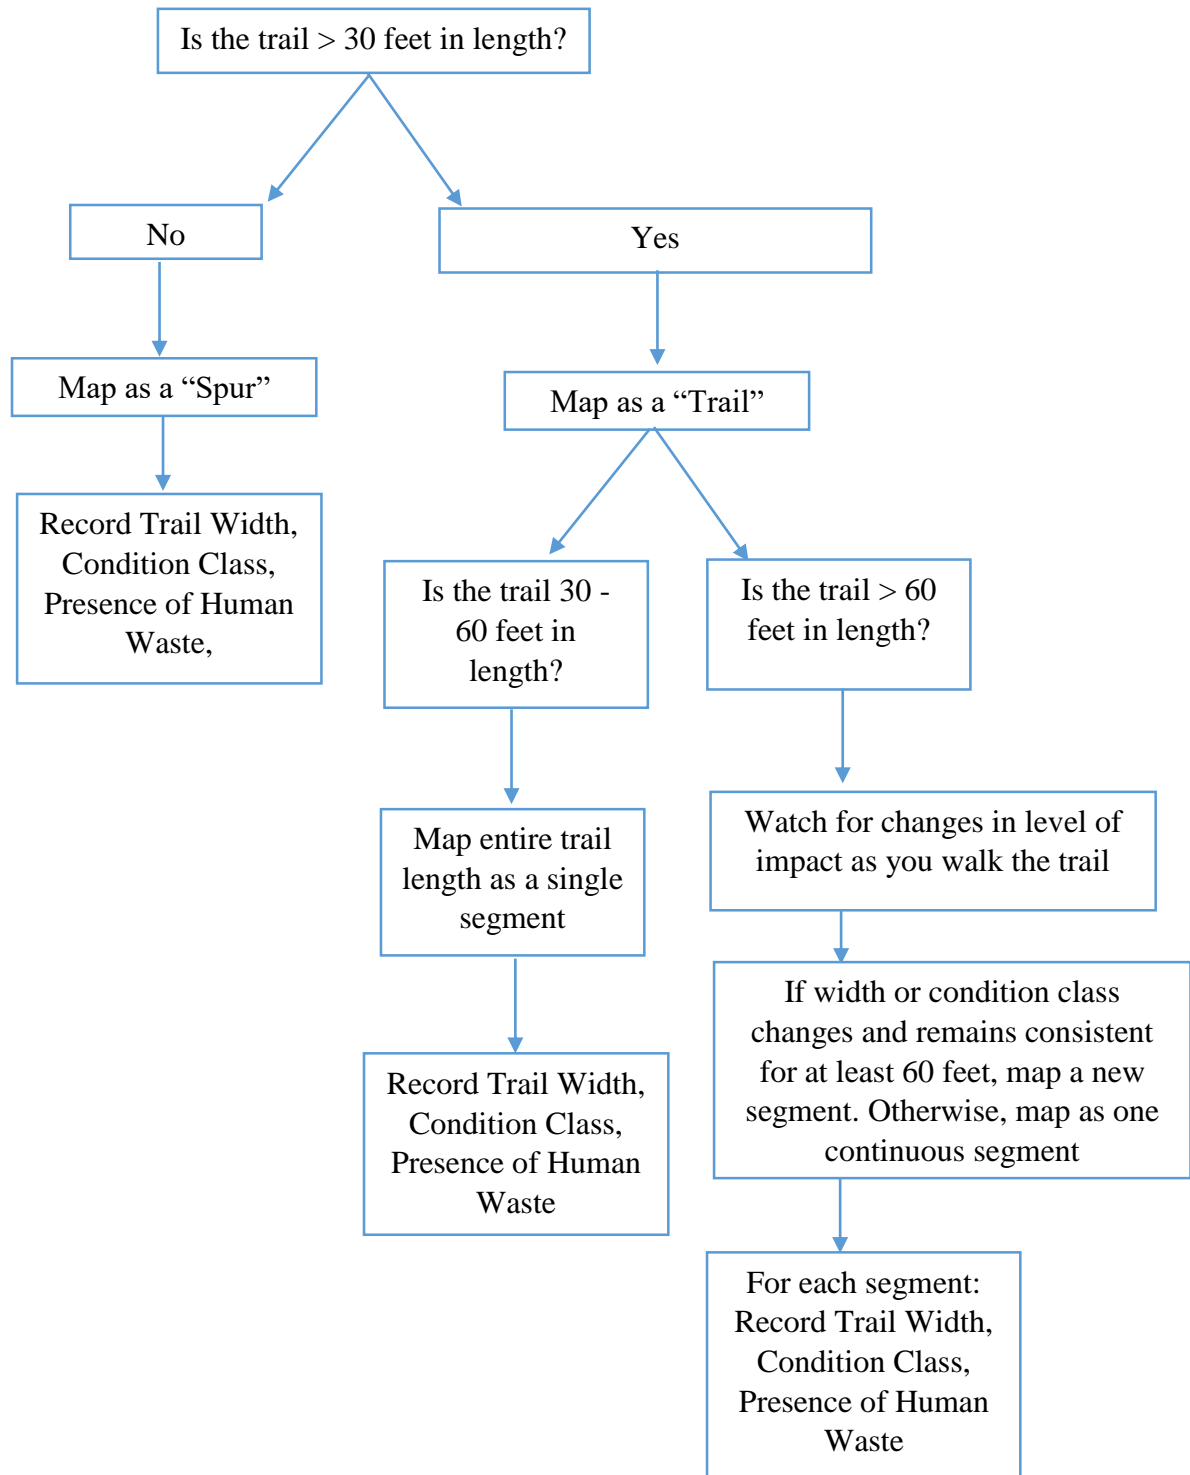 Is the trail > 30 feet in length?
No
Yes
Map as a “Spur”
Map as a “Trail”
Record Trail Width,
Condition Class,
Presence of Human
Waste,
Is the trail 30 -
60 feet in
length?
Is the trail > 60
feet in length?
Map entire trail
length as a single
segment
Watch for changes in level of
impact as you walk the trail
Record Trail Width,
Condition Class,
Presence of Human
Waste
If width or condition class
changes and remains consistent
for at least 60 feet, map a new
segment. Otherwise, map as one
continuous segment
For each segment:
Record Trail Width,
Condition Class,
Presence of Human
Waste